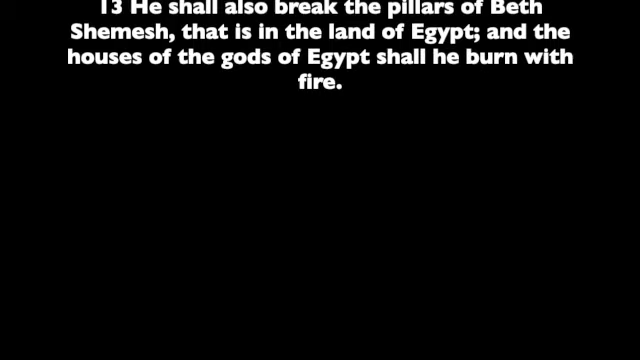 13 He shall also break the pillars of Beth
Shemesh, that is in the land of Egypt; and the
houses of the gods of Egypt shall he burn with
fire.